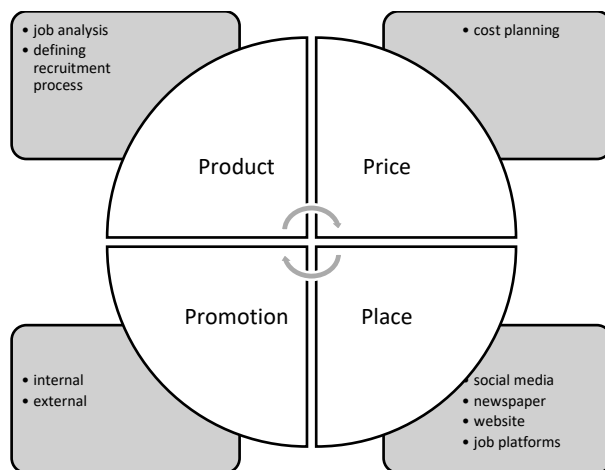 • job analysis
• defining
recruitment
process
• cost planning
Product
Price
Promotion
Place
• internal
• external
• social media
• newspaper
• website
• job platforms